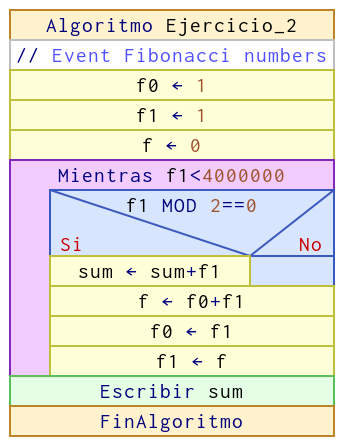 Algoritmo Ejercicio_2
// Event Fibonacci numbers
f0 ← 1
f1 ← 1
f ← 0
Mientras f1<4000000
f1 MOD 2==0
Si No
sum ← sum+f1
f ← f0+f1
f0 ← f1
f1 ← f
Escribir sum
FinAlgoritmo